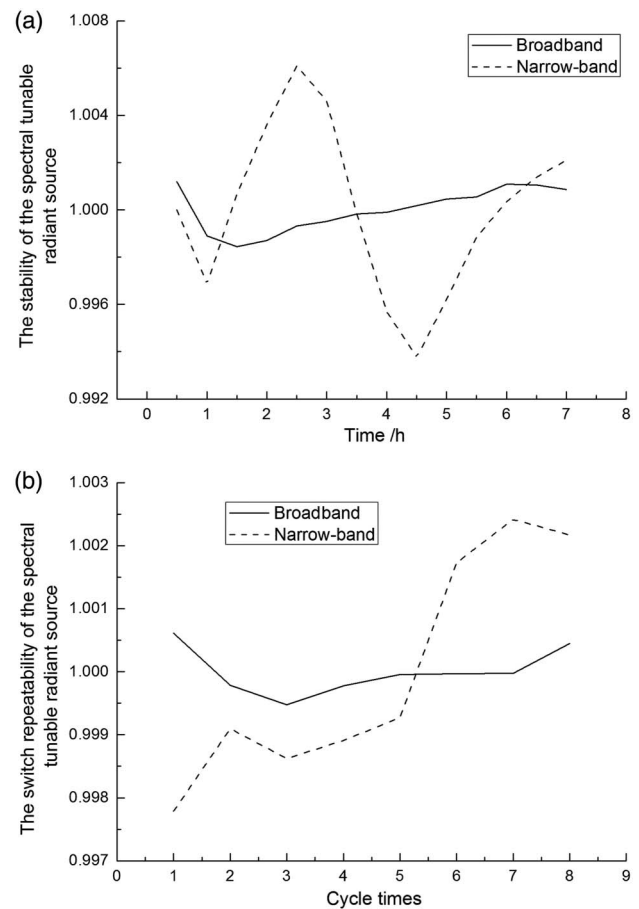 (a)
The stability of the spectral tunable
radiant source
1.008
1.004
1.000
0.996
0.992
Broadband
Narrow-band
0 1 2 3 4 5 6 7 8
Time /h
(b)
The switch repeatability of the spectral
tunable radiant source
1.003
1.002
1.001
1.000
0.999
0.998
0.997
Broadband
Narrow-band
0 1 2 3 4 5 6 7 8 9
Cycle times